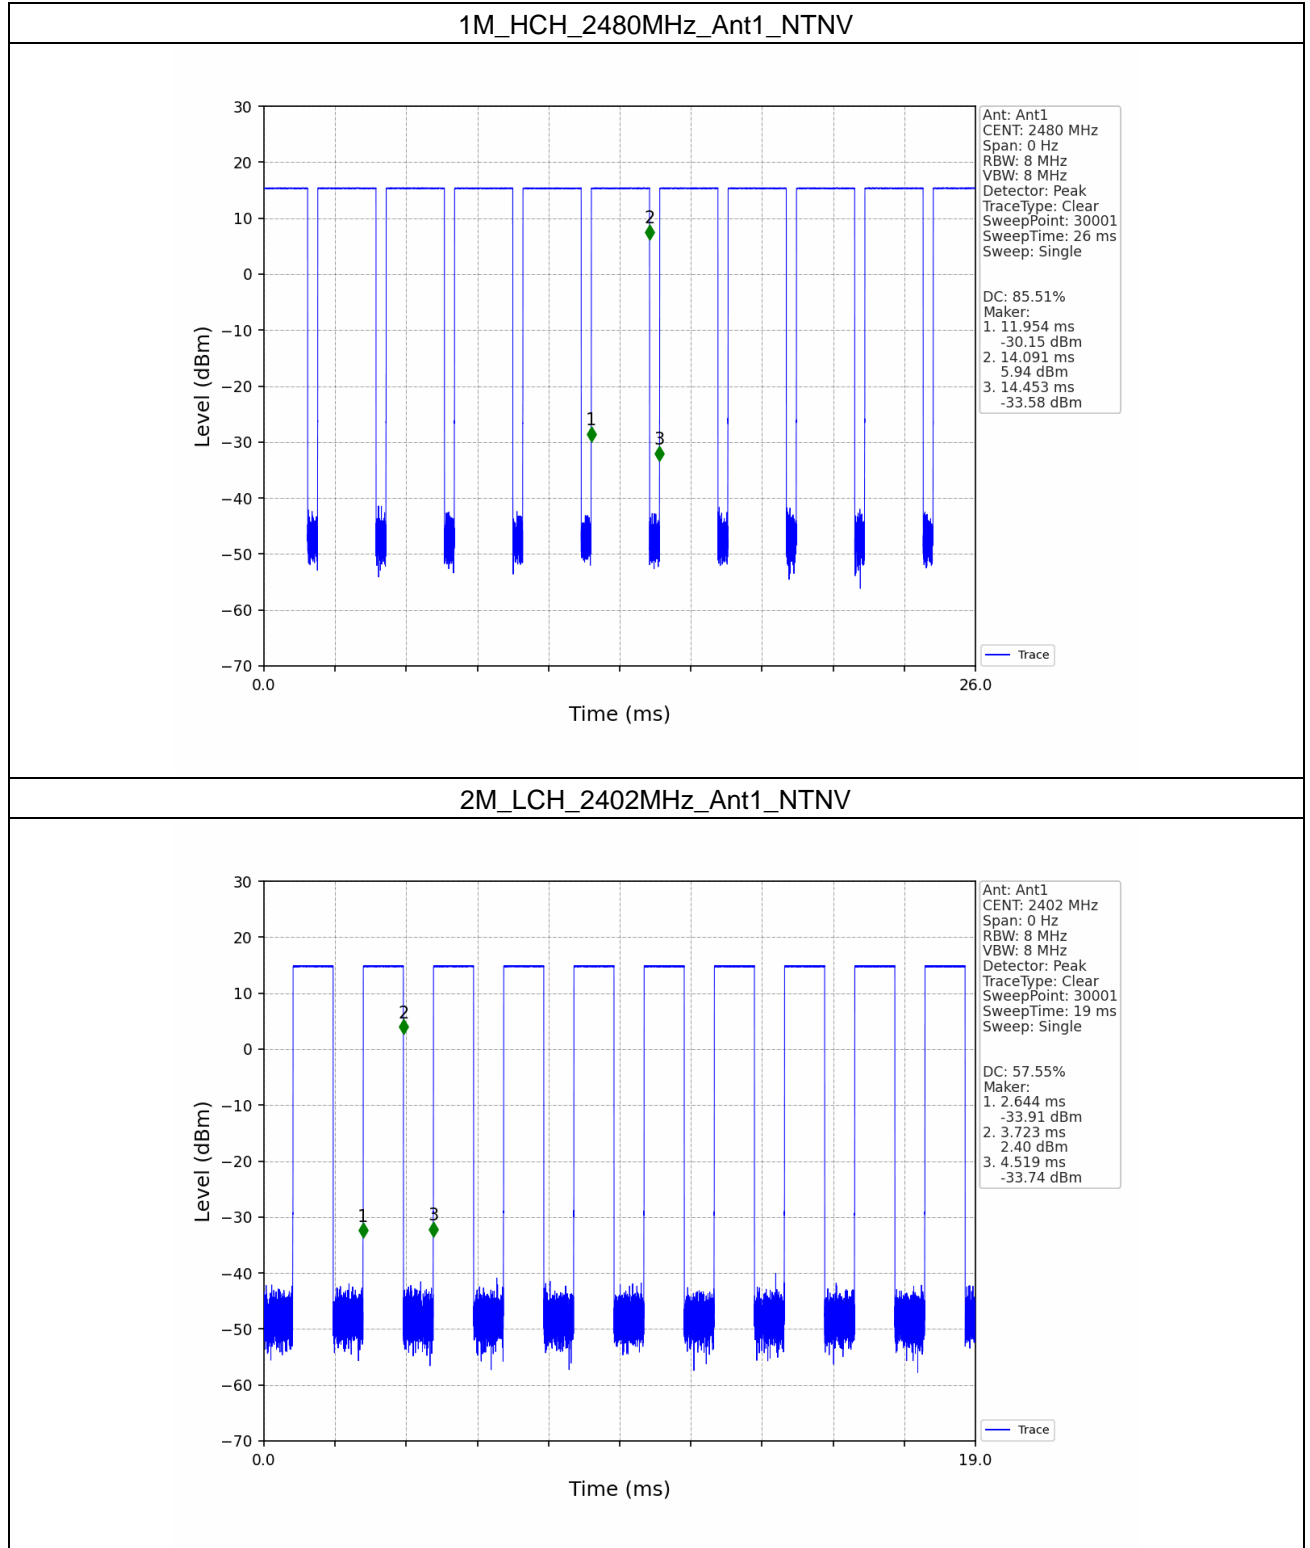 1M_HCH_2480MHz_Ant1_NTNV
30
20
10
0
−10
−20
−30
−40
−50
−60
−70
Level (dBm)
0.0
26.0
Time (ms)
1
2
3
Ant: Ant1
CENT: 2480 MHz
Span: 0 Hz
RBW: 8 MHz
VBW: 8 MHz
Detector: Peak
TraceType: Clear
SweepPoint: 30001
SweepTime: 26 ms
Sweep: Single
DC: 85.51%
Maker:
1. 11.954 ms
-30.15 dBm
2. 14.091 ms
5.94 dBm
3. 14.453 ms
-33.58 dBm
Trace
2M_LCH_2402MHz_Ant1_NTNV
30
20
10
0
−10
−20
−30
−40
−50
−60
−70
Level (dBm)
0.0
19.0
Time (ms)
1
2
3
Ant: Ant1
CENT: 2402 MHz
Span: 0 Hz
RBW: 8 MHz
VBW: 8 MHz
Detector: Peak
TraceType: Clear
SweepPoint: 30001
SweepTime: 19 ms
Sweep: Single
DC: 57.55%
Maker:
1. 2.644 ms
-33.91 dBm
2. 3.723 ms
2.40 dBm
3. 4.519 ms
-33.74 dBm
Trace